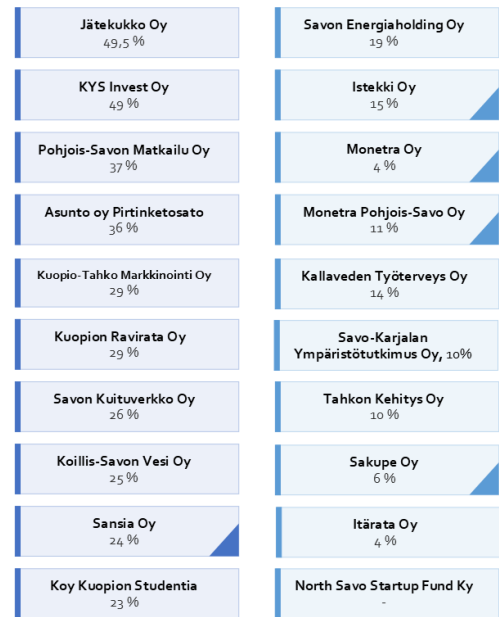 Jätekukko Oy
49,5 %
KYS Invest Oy
49 %
Pohjois-Savon Matkailu Oy
37 %
Asunto oy Pirtinketosato
36 %
Kuopio-Tahko Markkinointi Oy
29 %
Kuopion Ravirata Oy
29 %
Savon Kuituverkko Oy
26 %
Koillis-Savon Vesi Oy
25 %
Sansia Oy
24 %
Koy Kuopion Studentia
23 %
Savon Energiaholding Oy
19 %
Istekki Oy
15 %
Monetra Oy
4 %
Monetra Pohjois-Savo Oy
11 %
Kallaveden Työterveys Oy
14 %
Savo-Karjalan
Ympäristötutkimus Oy, 10%
Tahkon Kehitys Oy
10 %
Sakupe Oy
6 %
Itärata Oy
4 %
North Savo Startup Fund Ky
-